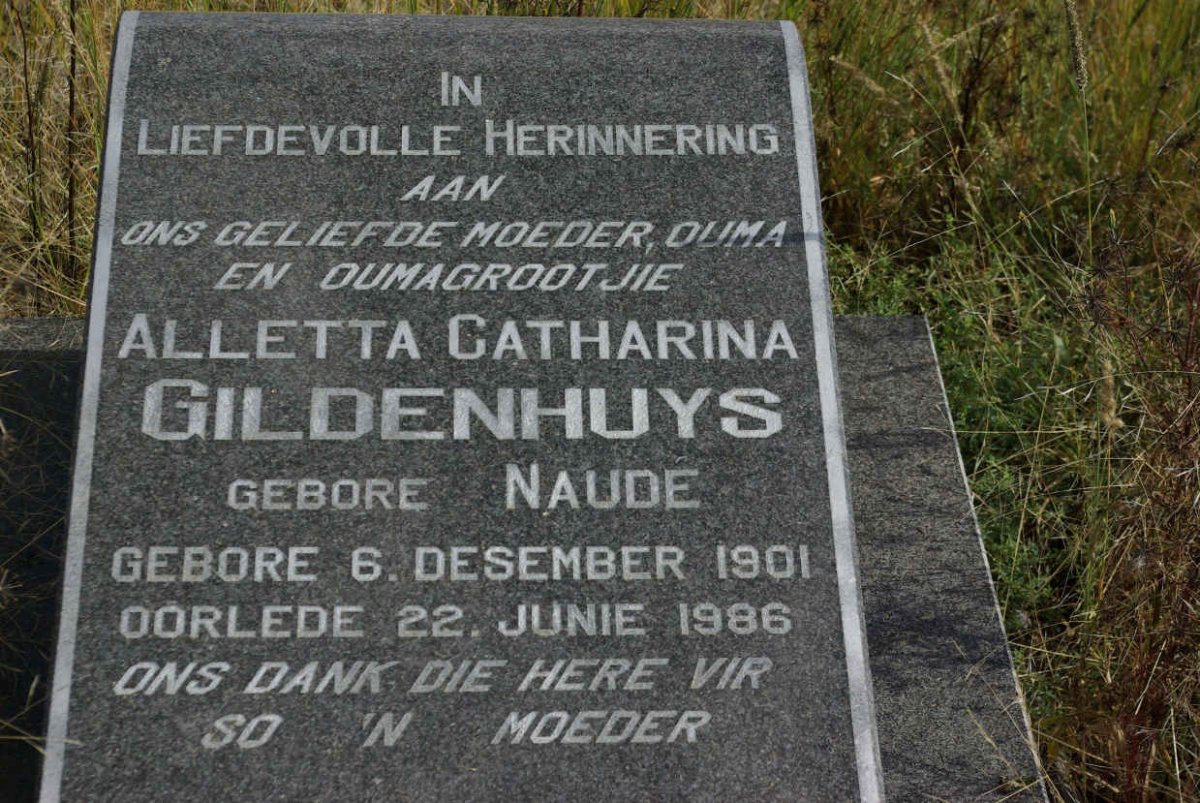 IN
LIEFDEVOLLE HERINNERING
AAN
ONS GELIEFDE MOEDER, OUMA
EN OUMAGROOTJIE
ALLETTA CATHARINA
GILDENHUYS
GEBORE NAUDE
GEBORE 6. DESEMBER 1901
OORLEDE 22. JUNIE 1986
ONS DANK DIE HERE VIR
SO 'N MOEDER